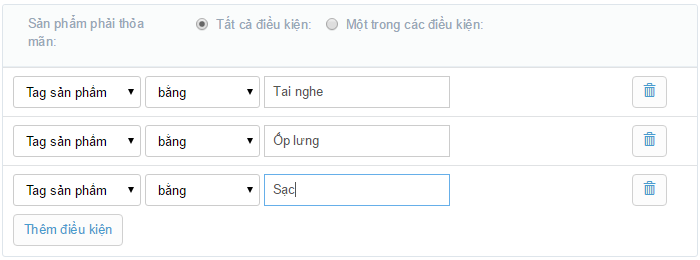 Sản phẩm phải thỏa mãn: Tất cả điều kiện: Một trong các điều kiện:
Tag sản phẩm bằng Tai nghe
Tag sản phẩm bằng Ốp lưng
Tag sản phẩm bằng Sạc
Thêm điều kiện